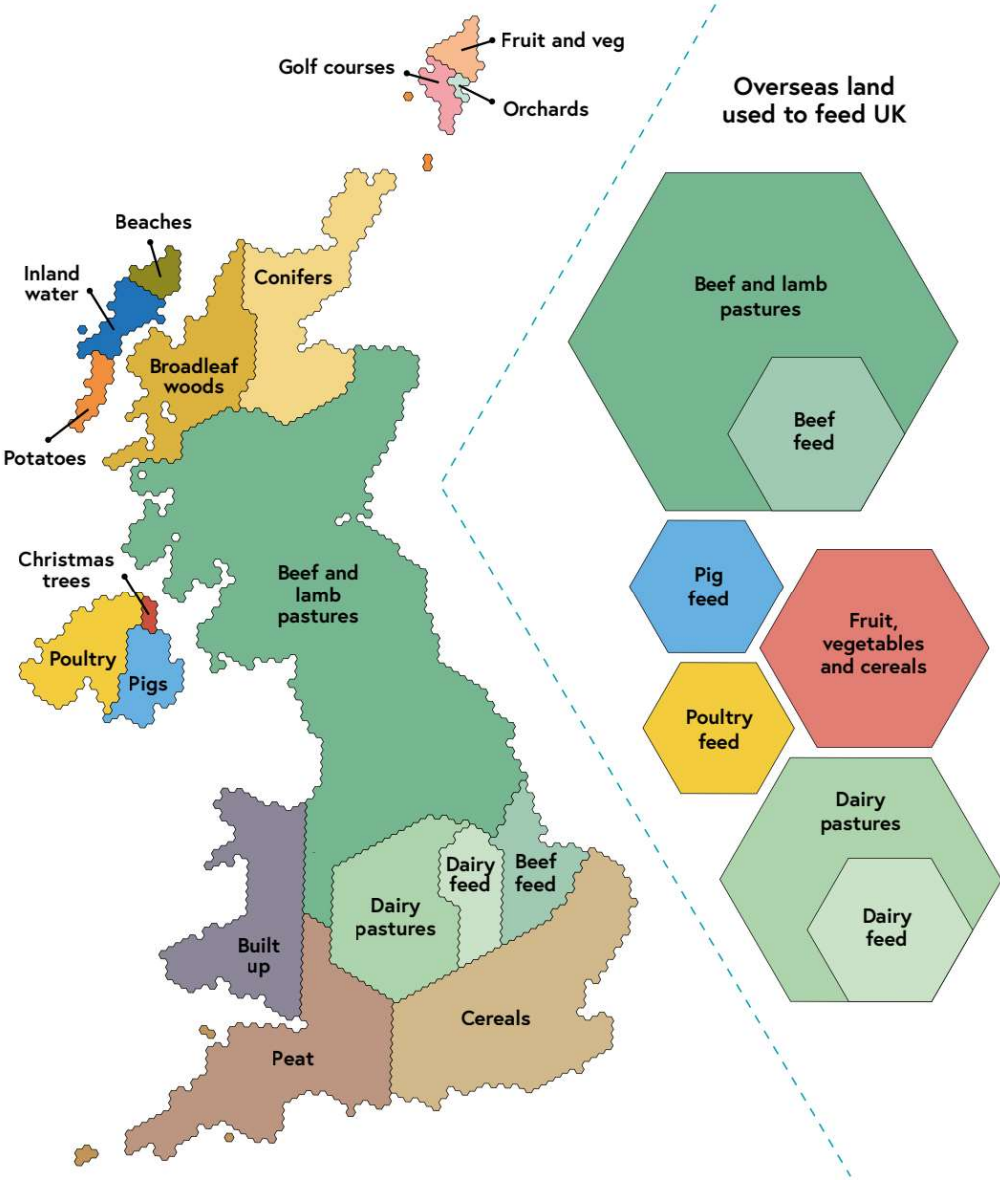 Fruit and veg
Golf courses
Orchards
Beaches
Inland
water
Conifers
Broadleaf
woods
Potatoes
Christmas
trees
Beef and
lamb
pastures
Poultry
Pigs
Dairy
feed
Beef
feed
Dairy
pastures
Built
up
Cereals
Peat
Overseas land
used to feed UK
Beef and lamb
pastures
Beef
feed
Pig
feed
Fruit,
vegetables
and cereals
Poultry
feed
Dairy
pastures
Dairy
feed